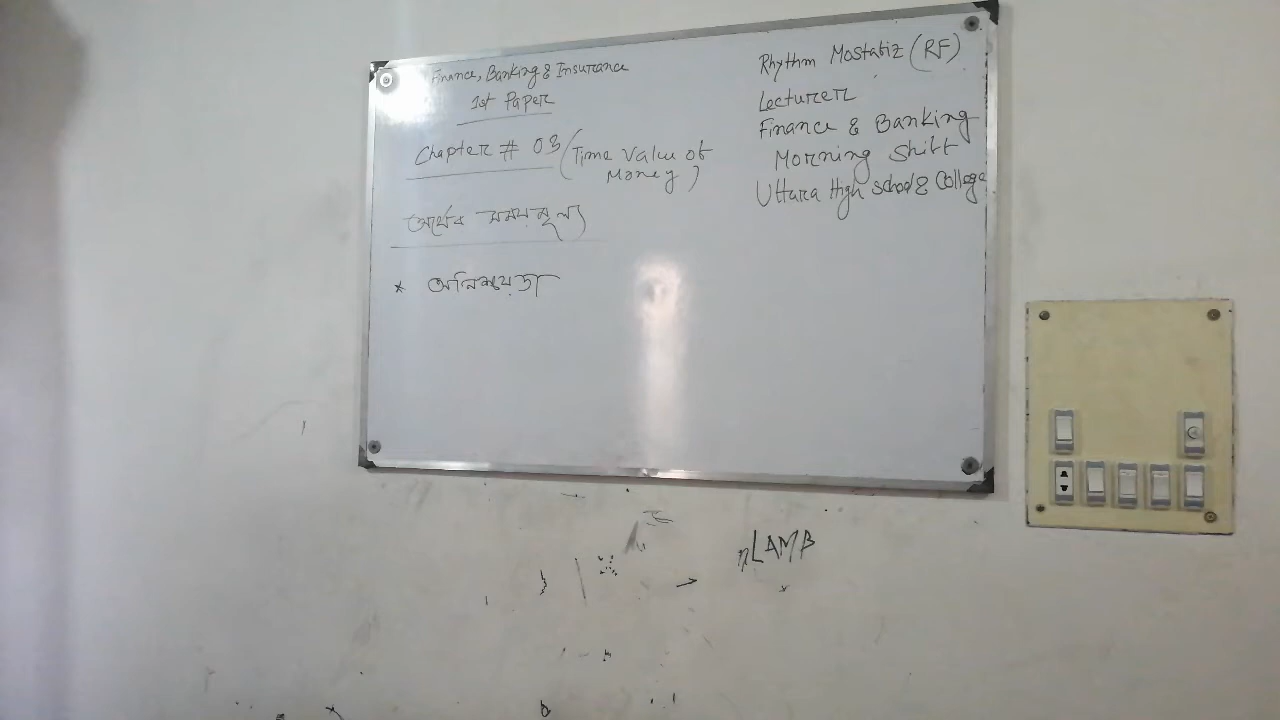 Finance, Banking & Insurance
1st Paper
Chapter # 03 (Time Value of
Money)
অর্থের সময়মূল্য
* অনিশ্চয়তা
Rhythm Mostafiz (RF)
Lecturer
Finance & Banking
Morning Shift
Uttara High School & College